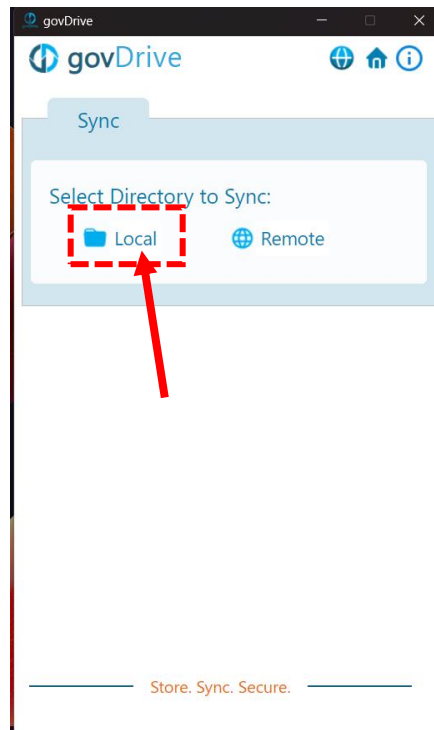 govDrive
govDrive
Sync
Select Directory to Sync:
Local Remote
Store. Sync. Secure.